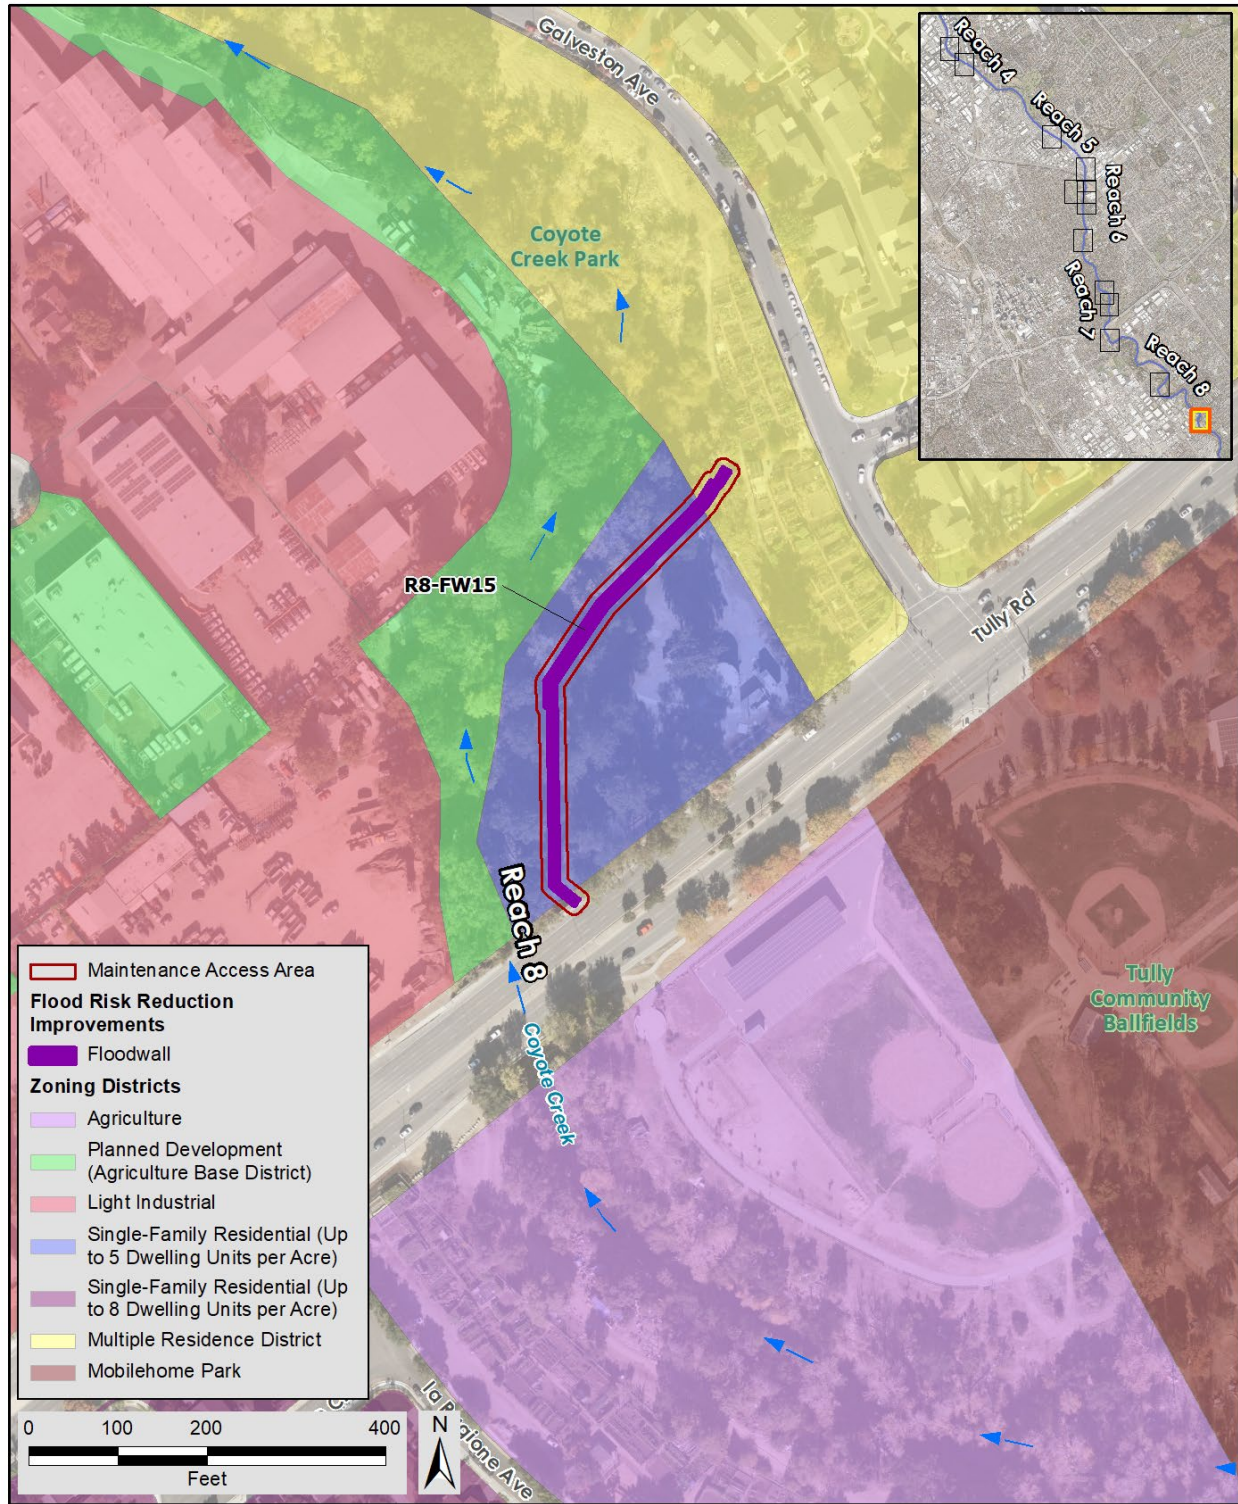 Galveston Ave
Reach 4
Reach 5
Reach 6
Reach 7
Reach 8
Coyote
Creek Park
R8-FW15
Tully Rd
Reach 8
Coyote Creek
Tully
Community
Ballfields
Maintenance Access Area
Flood Risk Reduction
Improvements
Floodwall
Zoning Districts
Agriculture
Planned Development
(Agriculture Base District)
Light Industrial
Single-Family Residential (Up
to 5 Dwelling Units per Acre)
Single-Family Residential (Up
to 8 Dwelling Units per Acre)
Multiple Residence District
Mobilehome Park
0 100 200 400
Feet
N
Ave